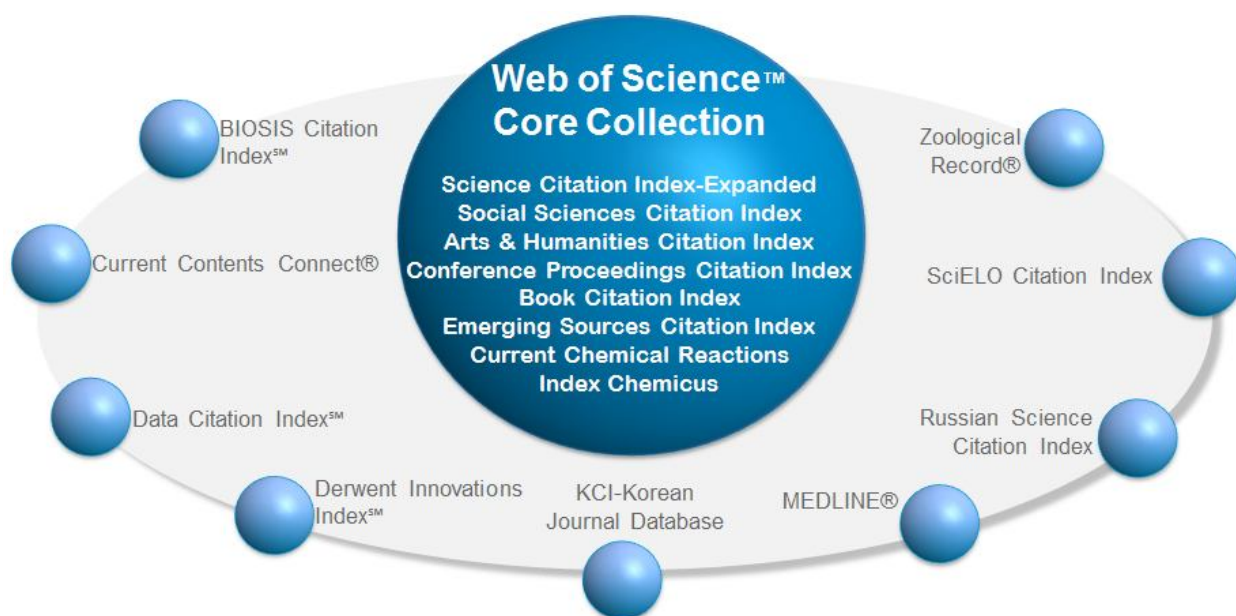 Web of Science™
Core Collection
Science Citation Index-Expanded
Social Sciences Citation Index
Arts & Humanities Citation Index
Conference Proceedings Citation Index
Book Citation Index
Emerging Sources Citation Index
Current Chemical Reactions
Index Chemicus
BIOSIS Citation
Index℠
Current Contents Connect®
Data Citation Index℠
Derwent Innovations
Index℠
KCI-Korean
Journal Database
MEDLINE®
Russian Science
Citation Index
SciELO Citation Index
Zoological
Record®